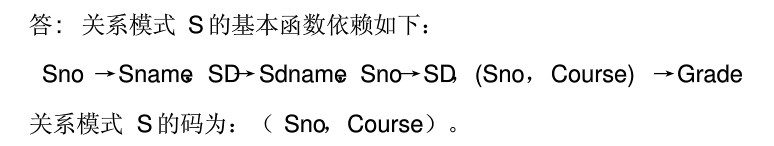 答： 关系模式 S的基本函数依赖如下：
Sno →Sname，SD→Sdname，Sno→SD，(Sno，Course) →Grade
关系模式 S的码为：（ Sno，Course）。